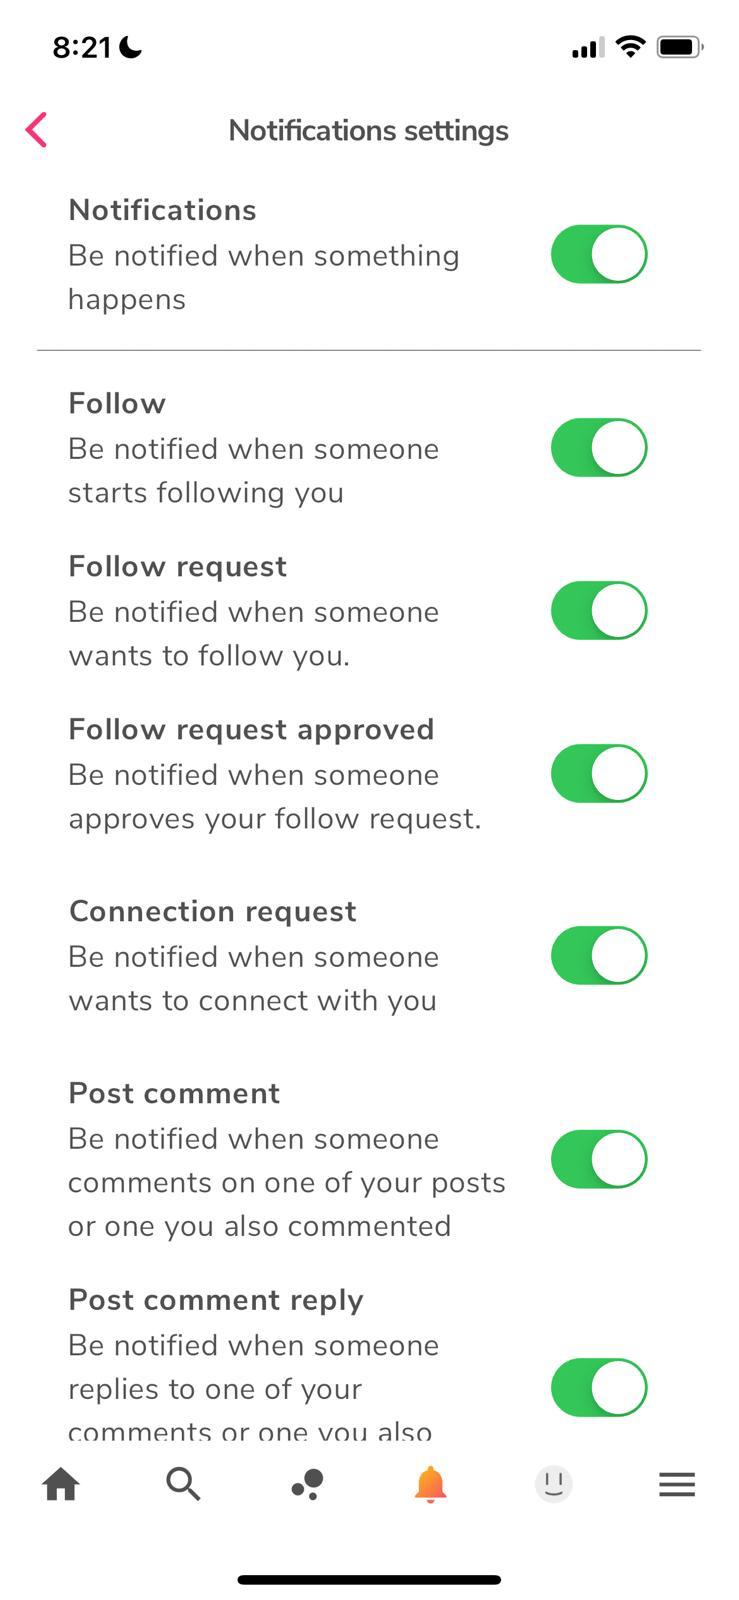 8:21
Notifications settings
Notifications
Be notified when something
happens
Follow
Be notified when someone
starts following you
Follow request
Be notified when someone
wants to follow you.
Follow request approved
Be notified when someone
approves your follow request.
Connection request
Be notified when someone
wants to connect with you
Post comment
Be notified when someone
comments on one of your posts
or one you also commented
Post comment reply
Be notified when someone
replies to one of your
comments or one you also